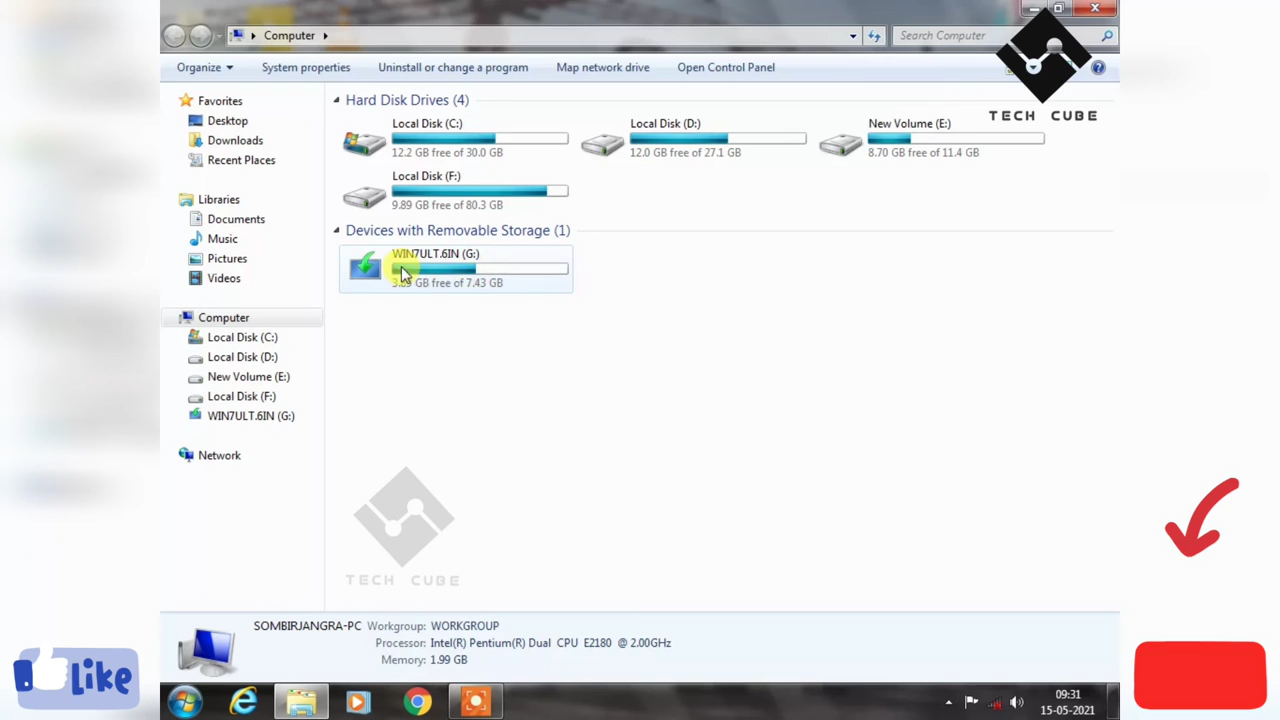 Computer
Search Computer
Organize
System properties
Uninstall or change a program
Map network drive
Open Control Panel
TECH CUBE
Favorites
Desktop
Downloads
Recent Places
Libraries
Documents
Music
Pictures
Videos
Computer
Local Disk (C:)
Local Disk (D:)
New Volume (E:)
Local Disk (F:)
WIN7ULT.6IN (G:)
Network
Hard Disk Drives (4)
Local Disk (C:)
12.2 GB free of 30.0 GB
Local Disk (D:)
12.0 GB free of 27.1 GB
New Volume (E:)
8.70 GB free of 11.4 GB
Local Disk (F:)
9.89 GB free of 80.3 GB
Devices with Removable Storage (1)
WIN7ULT.6IN (G:)
GB free of 7.43 GB
TECH CUBE
SOMBIRJANGRA-PC
Workgroup: WORKGROUP
Processor: Intel(R) Pentium(R) Dual CPU E2180 @ 2.00GHz
Memory: 1.99 GB
Like
09:31
15-05-2021